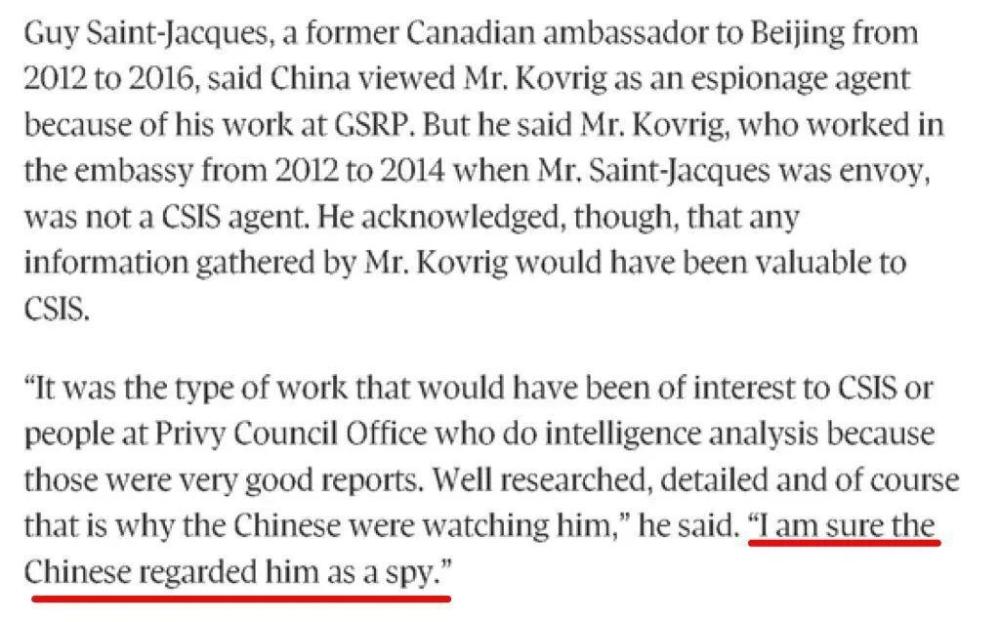 Guy Saint-Jacques, a former Canadian ambassador to Beijing from
2012 to 2016, said China viewed Mr. Kovrig as an espionage agent
because of his work at GSRP. But he said Mr. Kovrig, who worked in
the embassy from 2012 to 2014 when Mr. Saint-Jacques was envoy,
was not a CSIS agent. He acknowledged, though, that any
information gathered by Mr. Kovrig would have been valuable to
CSIS.
“It was the type of work that would have been of interest to CSIS or
people at Privy Council Office who do intelligence analysis because
those were very good reports. Well researched, detailed and of course
that is why the Chinese were watching him,” he said. “I am sure the
Chinese regarded him as a spy.”